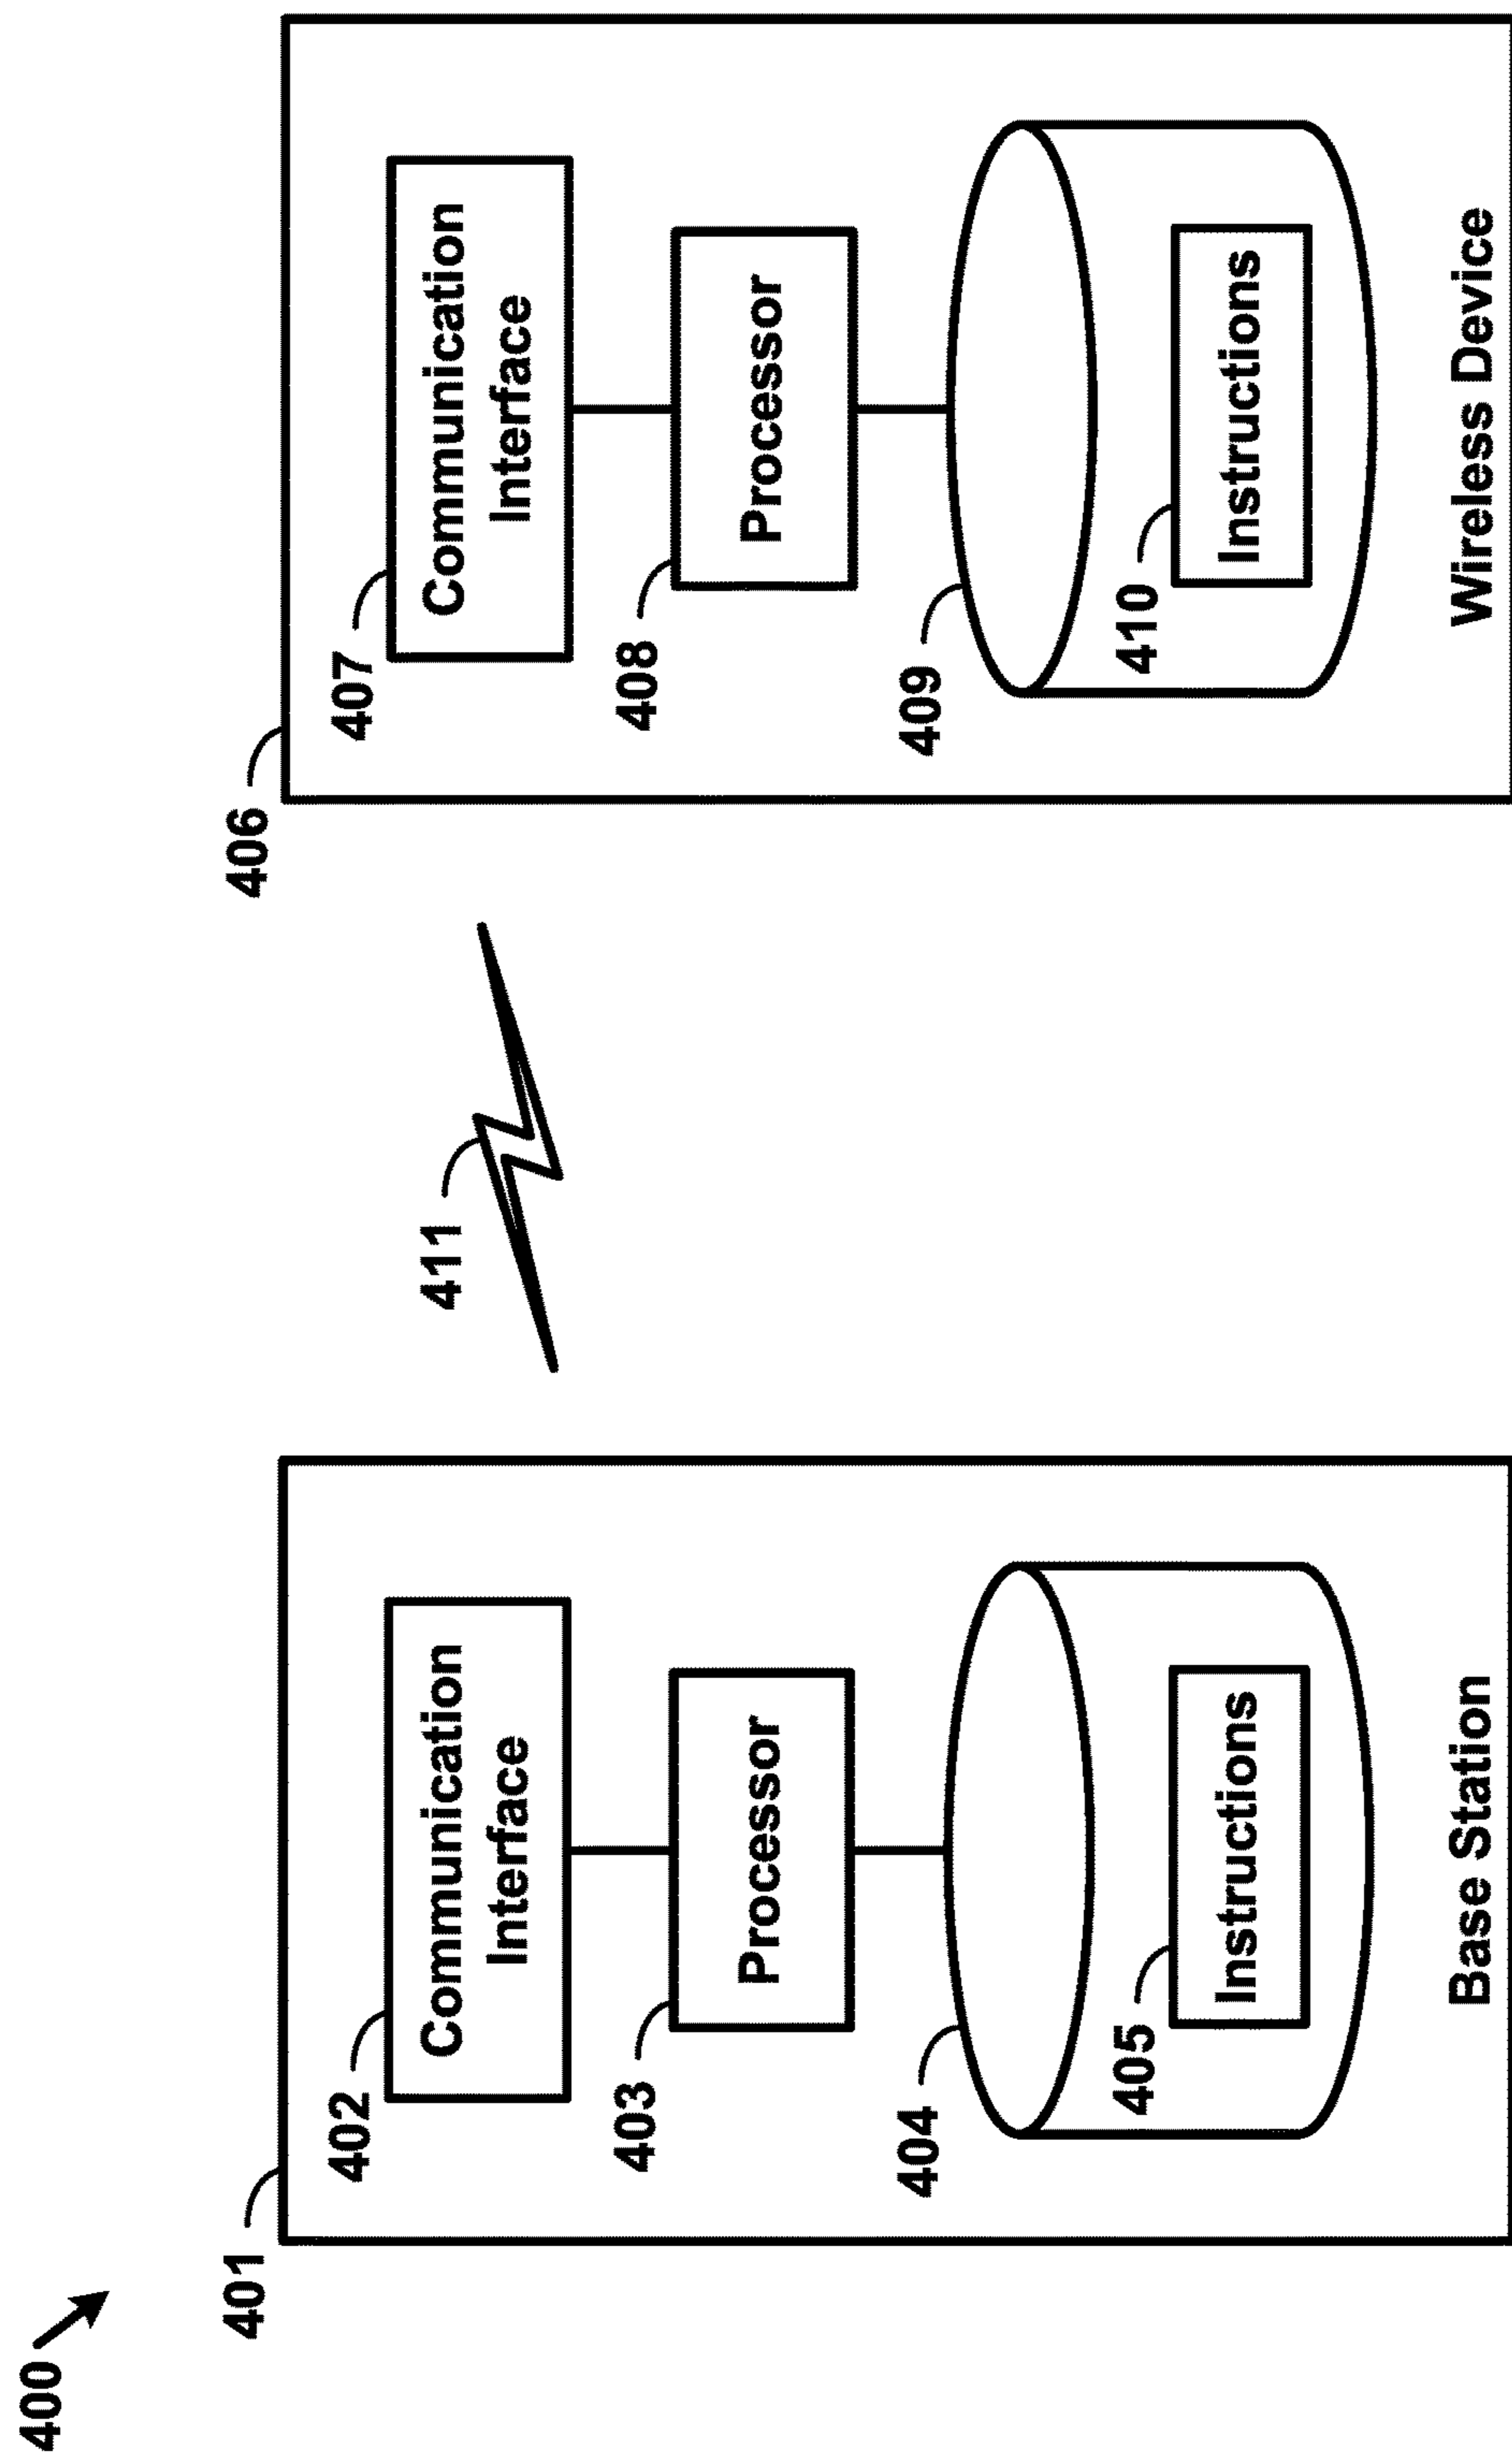 400
401
402
Communication
Interface
403
Processor
404
405
Instructions
Base Station
411
406
407
Communication
Interface
408
Processor
409
410
Instructions
Wireless Device